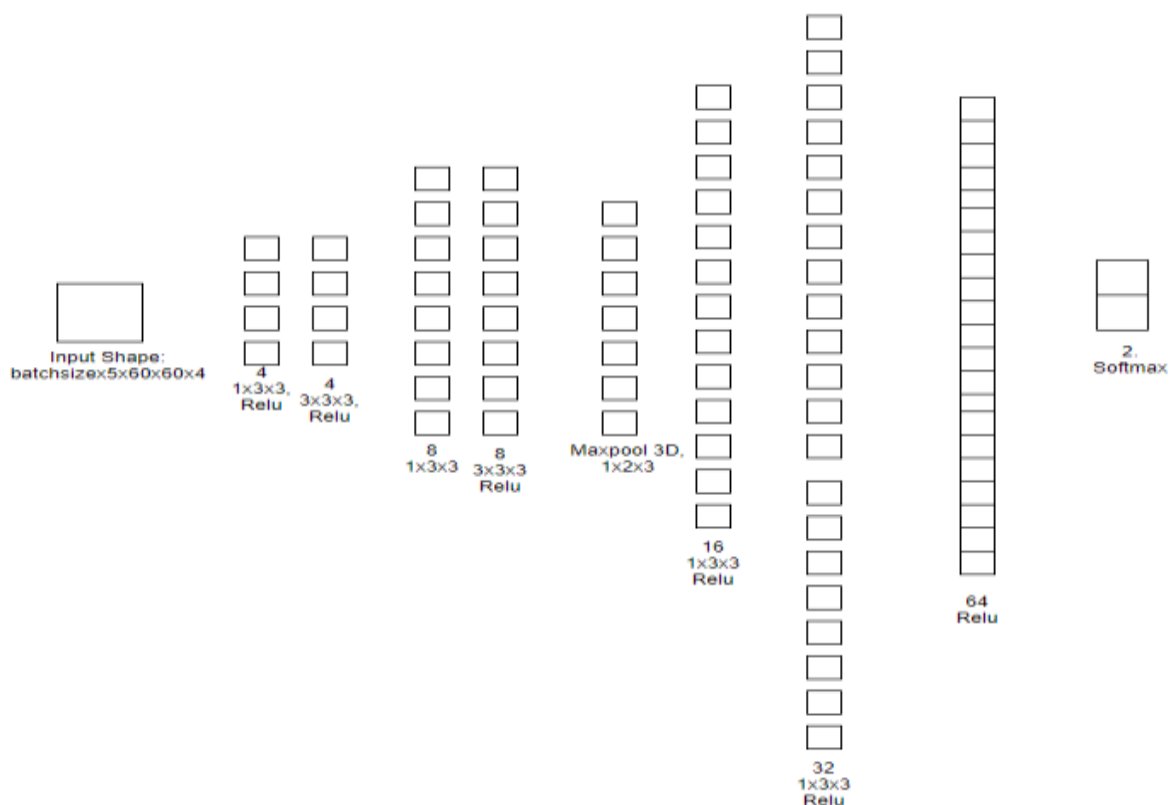 Input Shape:
batchsizex5x60x60x4
4
1x3x3,
Relu
4
3x3x3,
Relu
8
1x3x3
8
3x3x3
Relu
Maxpool 3D,
1x2x3
16
1x3x3
Relu
32
1x3x3
Relu
64
Relu
2.
Softmax